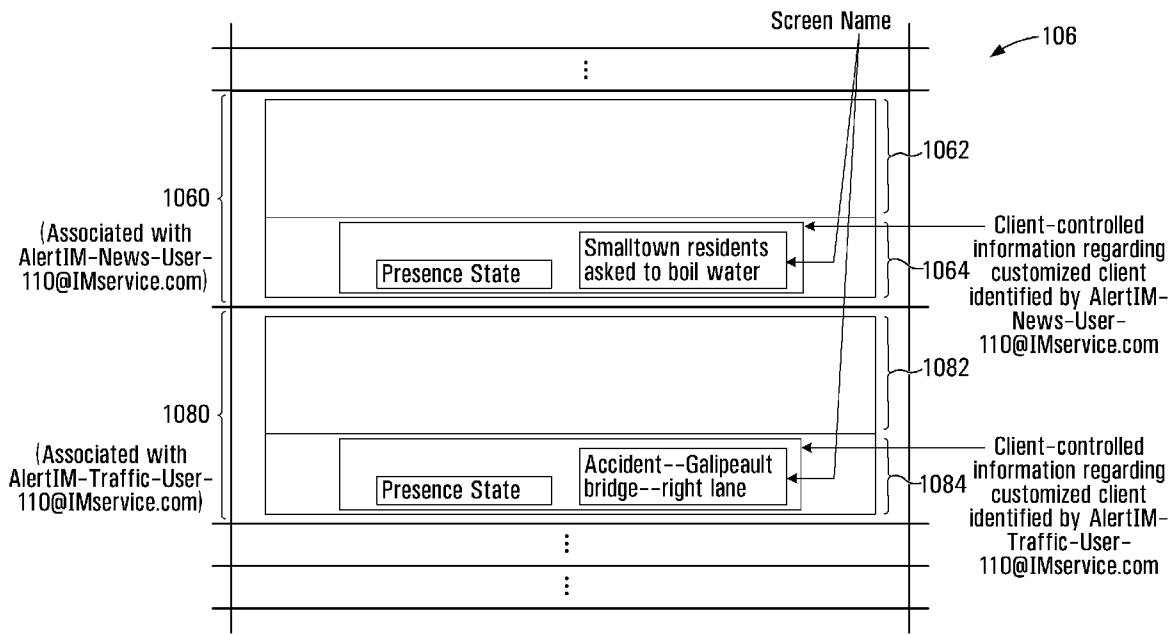 Screen Name
106
1062
1060
(Associated with
AlertIM-News-User-
110@IMservice.com)
Smalltown residents
asked to boil water
Presence State
1064
Client-controlled
information regarding
customized client
identified by AlertIM-
News-User-
110@IMservice.com
1082
1080
(Associated with
AlertIM-Traffic-User-
110@IMservice.com)
Accident--Galipeault
bridge--right lane
Presence State
1084
Client-controlled
information regarding
customized client
identified by AlertIM-
Traffic-User-
110@IMservice.com